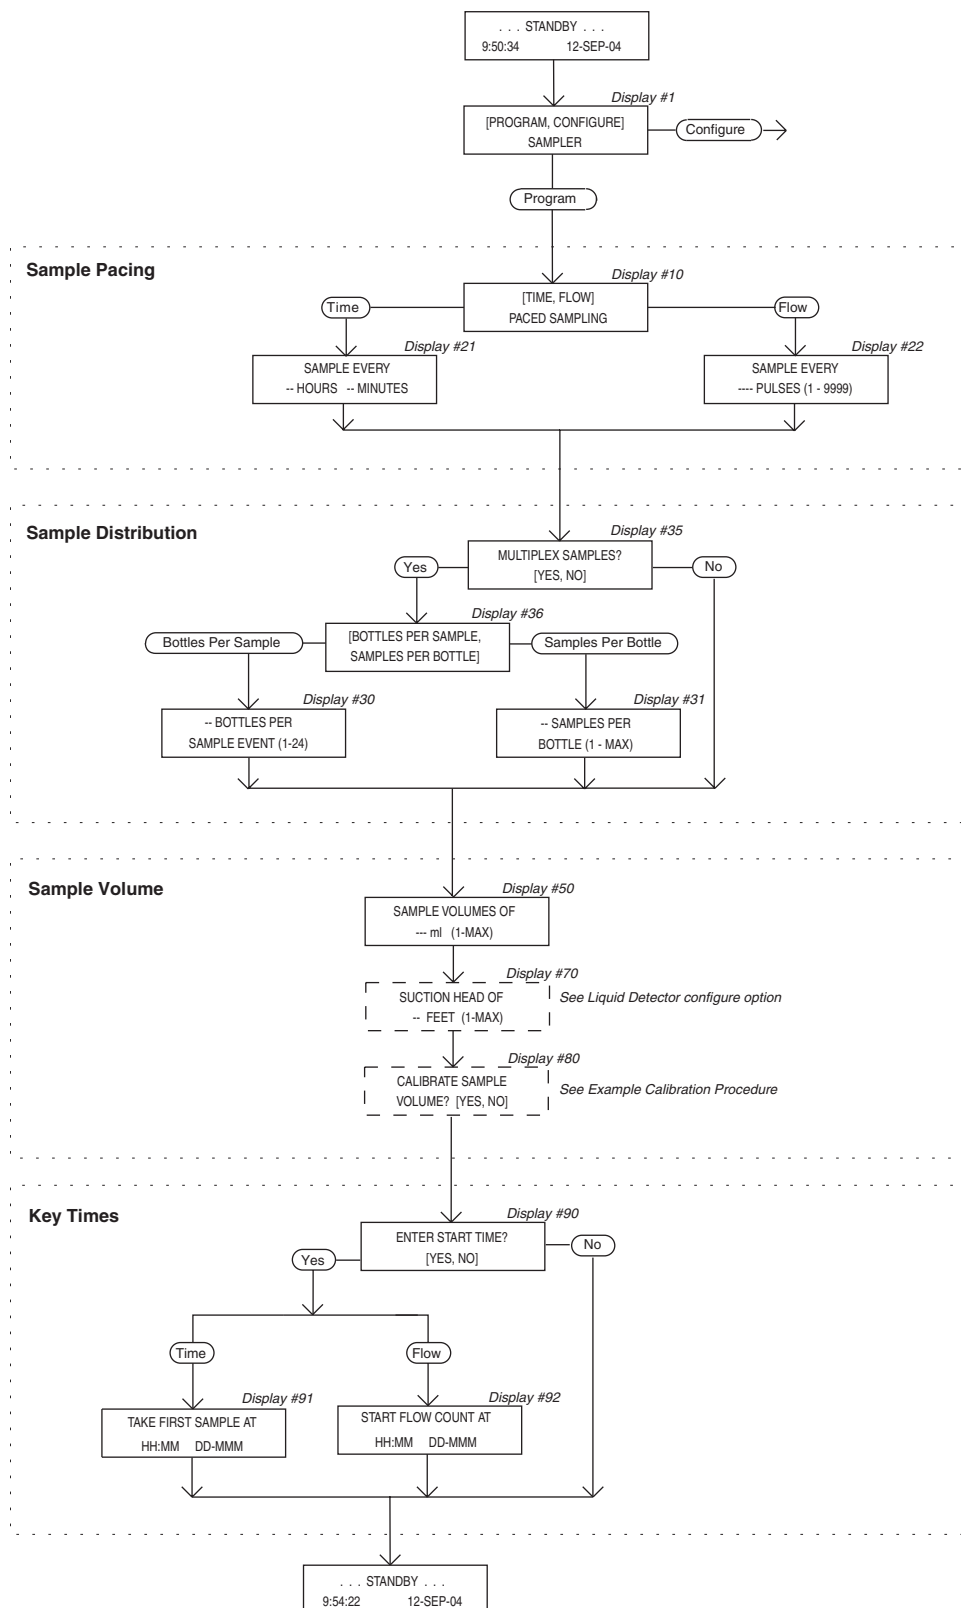 . . . STANDBY . . .
9:50:34 12-SEP-04
Display #1
[PROGRAM, CONFIGURE]
SAMPLER
Configure
Program
Sample Pacing
Display #10
[TIME, FLOW]
PACED SAMPLING
Time
Flow
Display #21
SAMPLE EVERY
-- HOURS -- MINUTES
Display #22
SAMPLE EVERY
---- PULSES (1 - 9999)
Sample Distribution
Display #35
MULTIPLEX SAMPLES?
[YES, NO]
Yes
No
Display #36
[BOTTLES PER SAMPLE,
SAMPLES PER BOTTLE]
Bottles Per Sample
Samples Per Bottle
Display #30
-- BOTTLES PER
SAMPLE EVENT (1-24)
Display #31
-- SAMPLES PER
BOTTLE (1 - MAX)
Sample Volume
Display #50
SAMPLE VOLUMES OF
--- ml (1-MAX)
Display #70
SUCTION HEAD OF
-- FEET (1-MAX)
See Liquid Detector configure option
Display #80
CALIBRATE SAMPLE
VOLUME? [YES, NO]
See Example Calibration Procedure
Key Times
Display #90
ENTER START TIME?
[YES, NO]
Yes
No
Time
Flow
Display #91
TAKE FIRST SAMPLE AT
HH:MM DD-MMM
Display #92
START FLOW COUNT AT
HH:MM DD-MMM
. . . STANDBY . . .
9:54:22 12-SEP-04